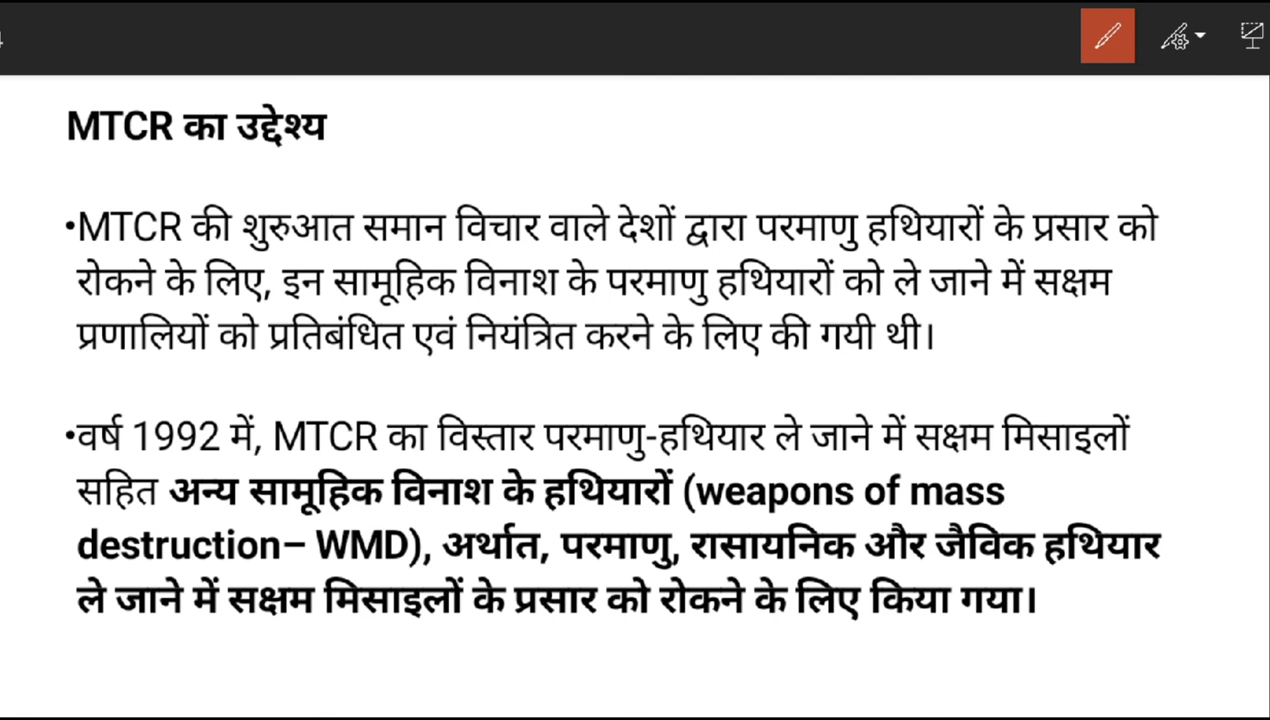 MTCR का उद्देश्य
•MTCR की शुरुआत समान विचार वाले देशों द्वारा परमाणु हथियारों के प्रसार को
रोकने के लिए, इन सामूहिक विनाश के परमाणु हथियारों को ले जाने में सक्षम
प्रणालियों को प्रतिबंधित एवं नियंत्रित करने के लिए की गयी थी।
•वर्ष 1992 में, MTCR का विस्तार परमाणु-हथियार ले जाने में सक्षम मिसाइलों
सहित अन्य सामूहिक विनाश के हथियारों (weapons of mass
destruction– WMD), अर्थात, परमाणु, रासायनिक और जैविक हथियार
ले जाने में सक्षम मिसाइलों के प्रसार को रोकने के लिए किया गया।